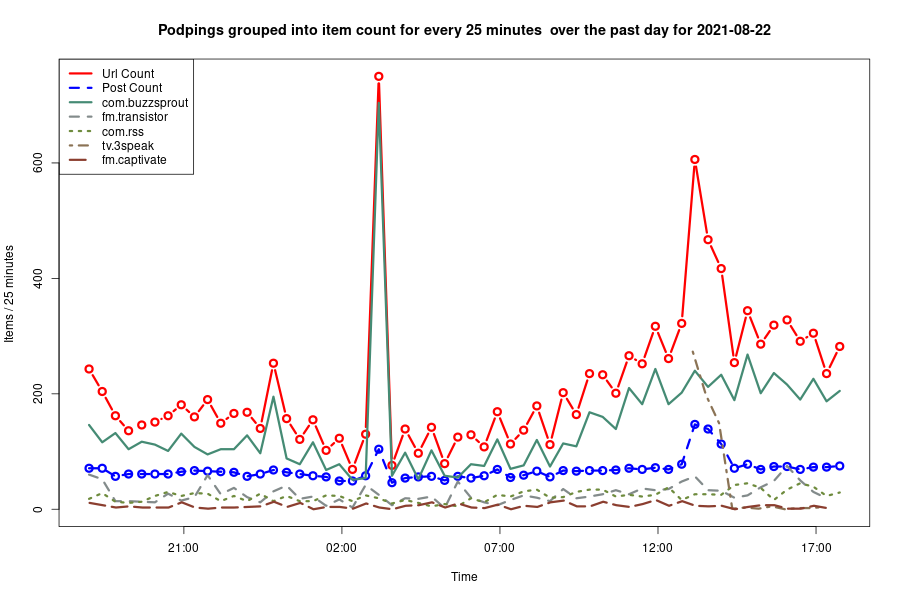 Podpings grouped into item count for every 25 minutes  over the past day for 2021-08-22
Url Count
Post Count
com.buzzsprout
fm.transistor
com.rss
tv.3speak
fm.captivate
Items / 25 minutes
600
400
200
0
21:00
02:00
07:00
12:00
17:00
Time